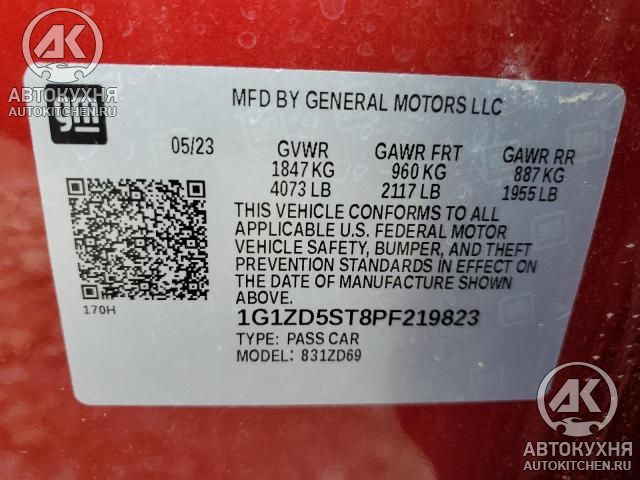 AK
АВТОКУХНЯ
AUTOKITCHEN.RU
gm
MFD BY GENERAL MOTORS LLC
05/23 GVWR GAWR FRT GAWR RR
1847 KG 960 KG 887 KG
4073 LB 2117 LB 1955 LB
THIS VEHICLE CONFORMS TO ALL
APPLICABLE U.S. FEDERAL MOTOR
VEHICLE SAFETY, BUMPER, AND THEFT
PREVENTION STANDARDS IN EFFECT ON
THE DATE OF MANUFACTURE SHOWN
ABOVE.
170H
1G1ZD5ST8PF219823
TYPE: PASS CAR
MODEL: 831ZD69
AK
АВТОКУХНЯ
AUTOKITCHEN.RU